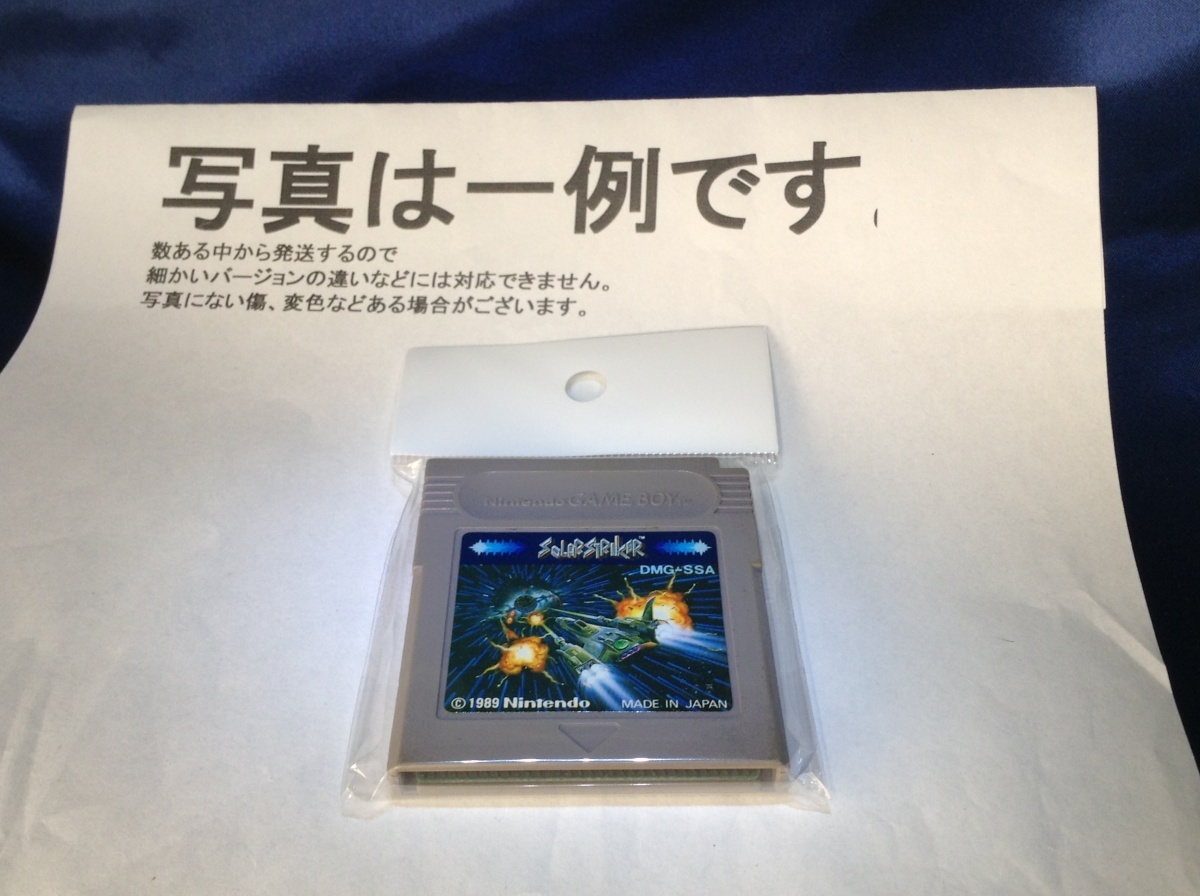 写真は一例です。
数ある中から発送するので
細かいバージョンの違いなどには対応できません。
写真にない傷、変色などある場合がございます。
Nintendo GAME BOY TM
SOLARSTRIKER TM
DMG-SSA
© 1989 Nintendo
MADE IN JAPAN